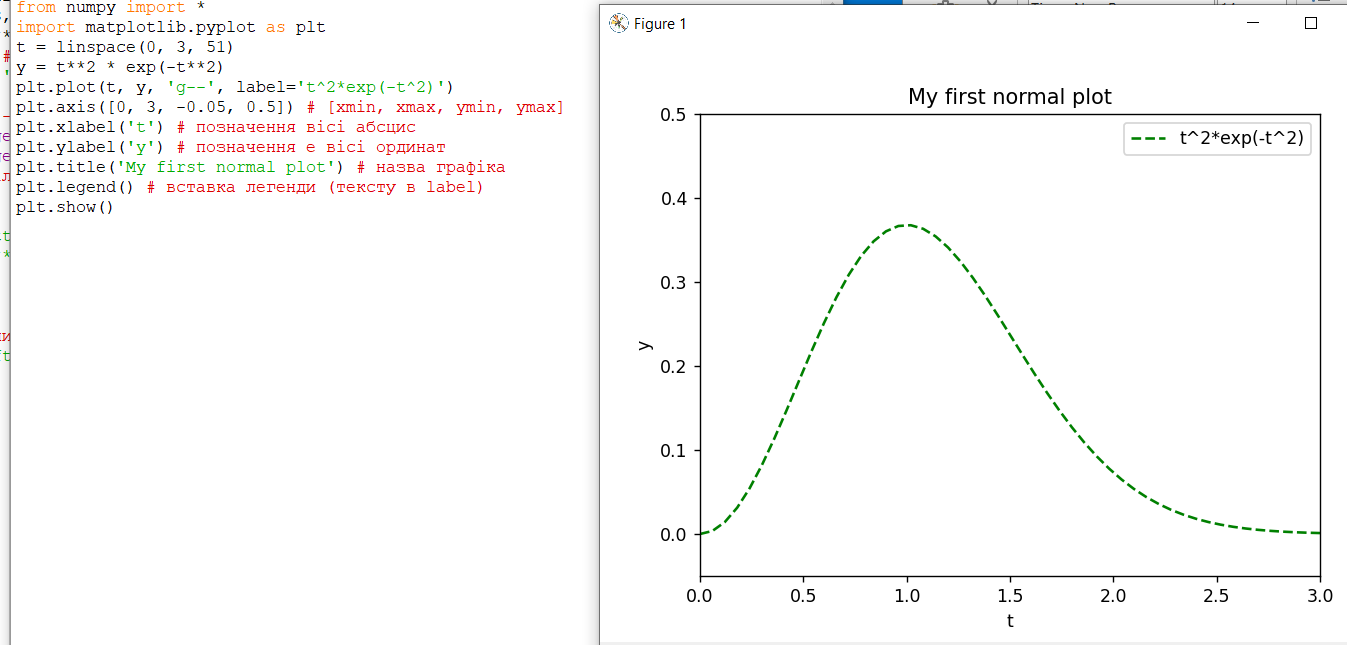 from numpy import *
import matplotlib.pyplot as plt
t = linspace(0, 3, 51)
y = t**2 * exp(-t**2)
plt.plot(t, y, 'g--', label='t^2*exp(-t^2)')
plt.axis([0, 3, -0.05, 0.5]) # [xmin, xmax, ymin, ymax]
plt.xlabel('t') # позначення вісі абсцис
plt.ylabel('y') # позначення е вісі ординат
plt.title('My first normal plot') # назва графіка
plt.legend() # вставка легенди (тексту в label)
plt.show()
Figure 1
My first normal plot
t^2*exp(-t^2)
0.5
0.4
0.3
0.2
0.1
0.0
y
0.0 0.5 1.0 1.5 2.0 2.5 3.0
t